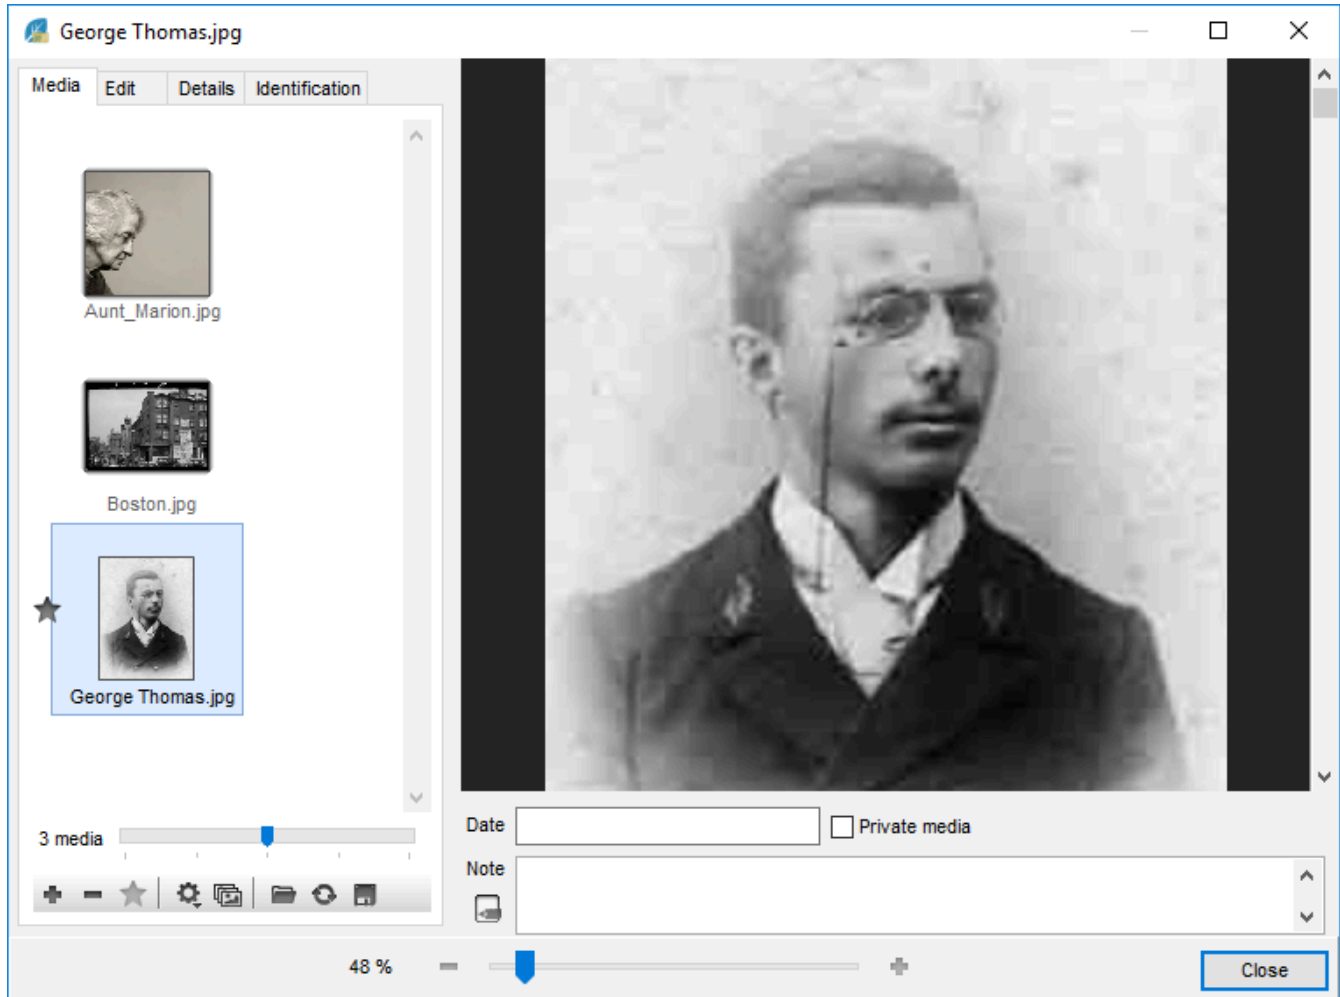 George Thomas.jpg
Media Edit Details Identification
Aunt_Marion.jpg
Boston.jpg
George Thomas.jpg
3 media
Date
Private media
Note
48 %
Close